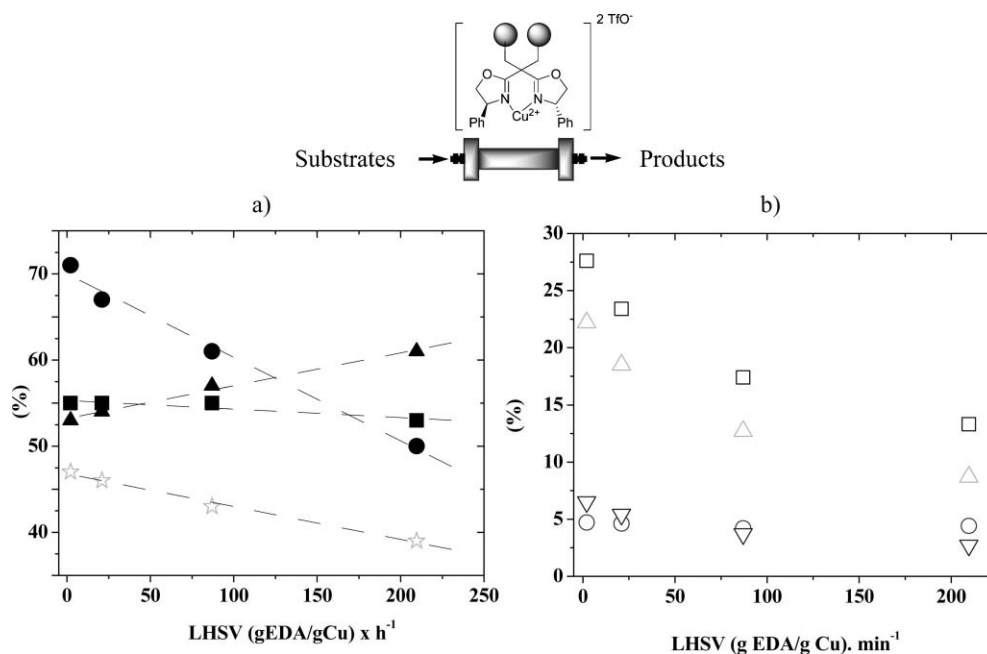 2 TfO-
O O
N N
Cu2+
Ph Ph
Substrates Products
a) b)
(%)
70
60
50
40
0 50 100 150 200 250
LHSV (gEDA/gCu) x h-1
(%)
30
25
20
15
10
5
0
0 50 100 150 200
LHSV (g EDA/g Cu). min-1